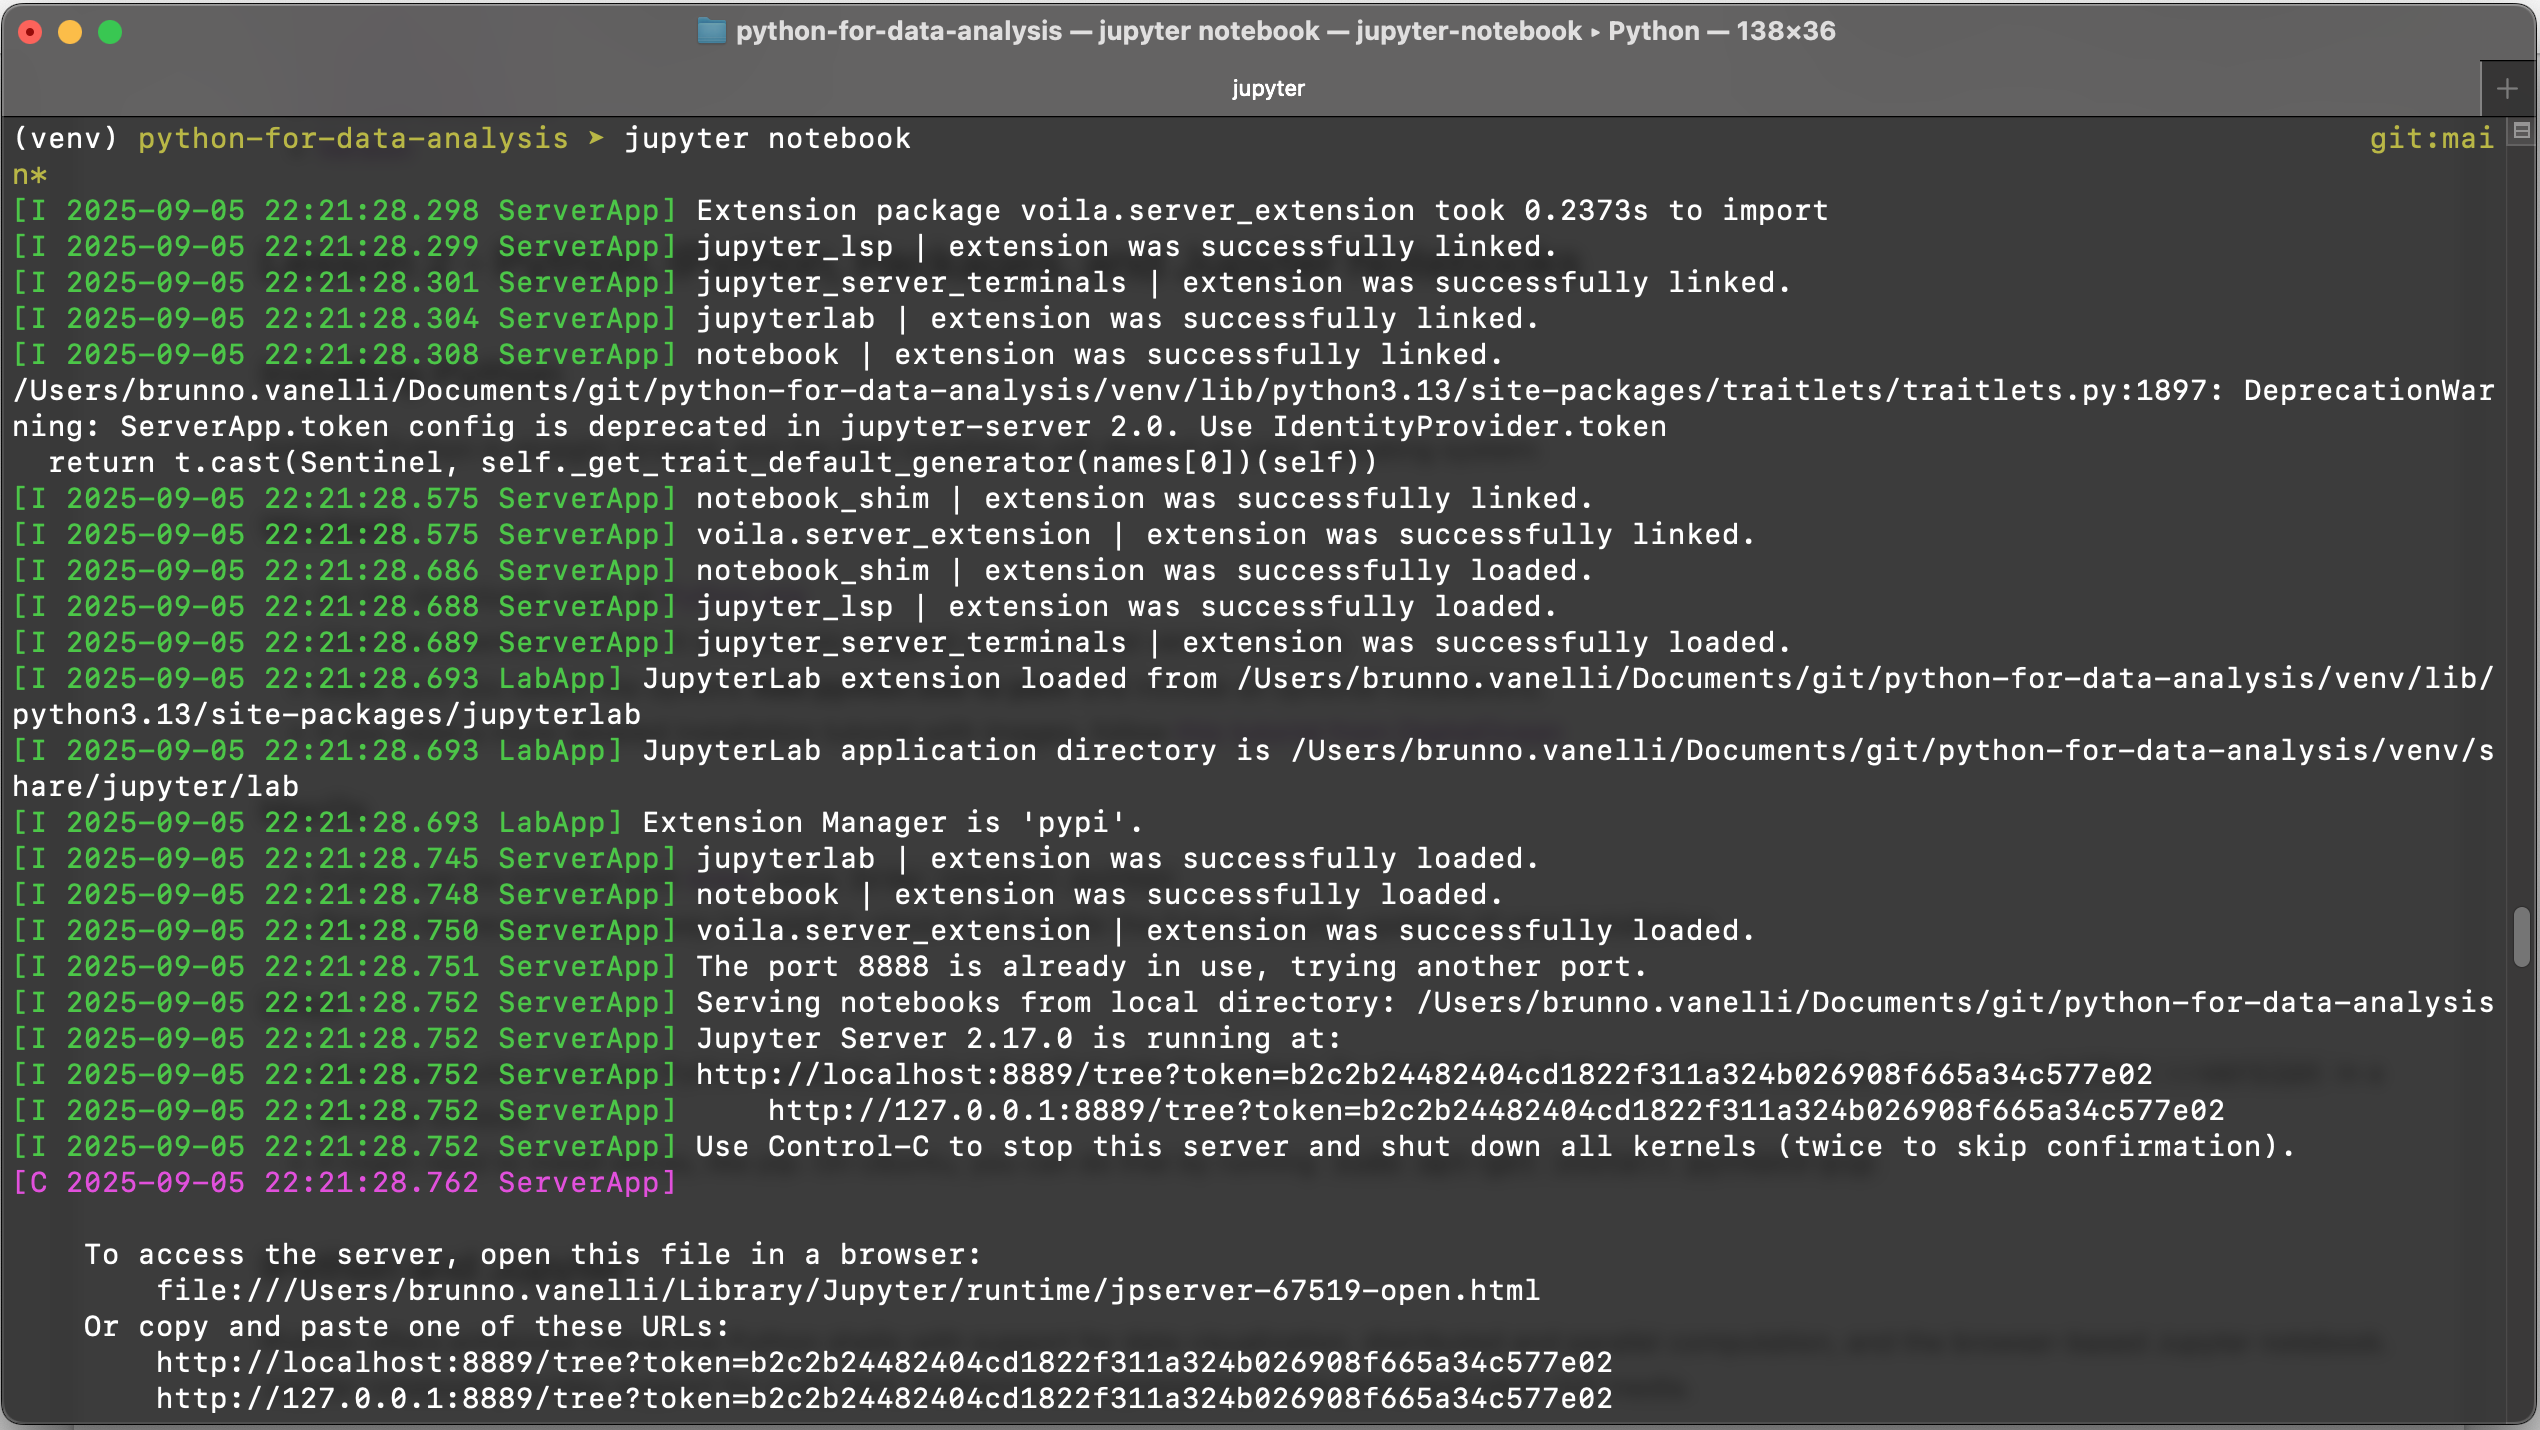 python-for-data-analysis — jupyter notebook — jupyter-notebook ▸ Python — 138×36
jupyter
(venv) python-for-data-analysis ➤ jupyter notebook git:mai
n*
[I 2025-09-05 22:21:28.298 ServerApp] Extension package voila.server_extension took 0.2373s to import
[I 2025-09-05 22:21:28.299 ServerApp] jupyter_lsp | extension was successfully linked.
[I 2025-09-05 22:21:28.301 ServerApp] jupyter_server_terminals | extension was successfully linked.
[I 2025-09-05 22:21:28.304 ServerApp] jupyterlab | extension was successfully linked.
[I 2025-09-05 22:21:28.308 ServerApp] notebook | extension was successfully linked.
/Users/brunno.vanelli/Documents/git/python-for-data-analysis/venv/lib/python3.13/site-packages/traitlets/traitlets.py:1897: DeprecationWar
ning: ServerApp.token config is deprecated in jupyter-server 2.0. Use IdentityProvider.token
  return t.cast(Sentinel, self._get_trait_default_generator(names[0])(self))
[I 2025-09-05 22:21:28.575 ServerApp] notebook_shim | extension was successfully linked.
[I 2025-09-05 22:21:28.575 ServerApp] voila.server_extension | extension was successfully linked.
[I 2025-09-05 22:21:28.686 ServerApp] notebook_shim | extension was successfully loaded.
[I 2025-09-05 22:21:28.688 ServerApp] jupyter_lsp | extension was successfully loaded.
[I 2025-09-05 22:21:28.689 ServerApp] jupyter_server_terminals | extension was successfully loaded.
[I 2025-09-05 22:21:28.693 LabApp] JupyterLab extension loaded from /Users/brunno.vanelli/Documents/git/python-for-data-analysis/venv/lib/
python3.13/site-packages/jupyterlab
[I 2025-09-05 22:21:28.693 LabApp] JupyterLab application directory is /Users/brunno.vanelli/Documents/git/python-for-data-analysis/venv/s
hare/jupyter/lab
[I 2025-09-05 22:21:28.693 LabApp] Extension Manager is 'pypi'.
[I 2025-09-05 22:21:28.745 ServerApp] jupyterlab | extension was successfully loaded.
[I 2025-09-05 22:21:28.748 ServerApp] notebook | extension was successfully loaded.
[I 2025-09-05 22:21:28.750 ServerApp] voila.server_extension | extension was successfully loaded.
[I 2025-09-05 22:21:28.751 ServerApp] The port 8888 is already in use, trying another port.
[I 2025-09-05 22:21:28.752 ServerApp] Serving notebooks from local directory: /Users/brunno.vanelli/Documents/git/python-for-data-analysis
[I 2025-09-05 22:21:28.752 ServerApp] Jupyter Server 2.17.0 is running at:
[I 2025-09-05 22:21:28.752 ServerApp] http://localhost:8889/tree?token=b2c2b24482404cd1822f311a324b026908f665a34c577e02
[I 2025-09-05 22:21:28.752 ServerApp]     http://127.0.0.1:8889/tree?token=b2c2b24482404cd1822f311a324b026908f665a34c577e02
[I 2025-09-05 22:21:28.752 ServerApp] Use Control-C to stop this server and shut down all kernels (twice to skip confirmation).
[C 2025-09-05 22:21:28.762 ServerApp]
    To access the server, open this file in a browser:
        file:///Users/brunno.vanelli/Library/Jupyter/runtime/jpserver-67519-open.html
    Or copy and paste one of these URLs:
        http://localhost:8889/tree?token=b2c2b24482404cd1822f311a324b026908f665a34c577e02
        http://127.0.0.1:8889/tree?token=b2c2b24482404cd1822f311a324b026908f665a34c577e02